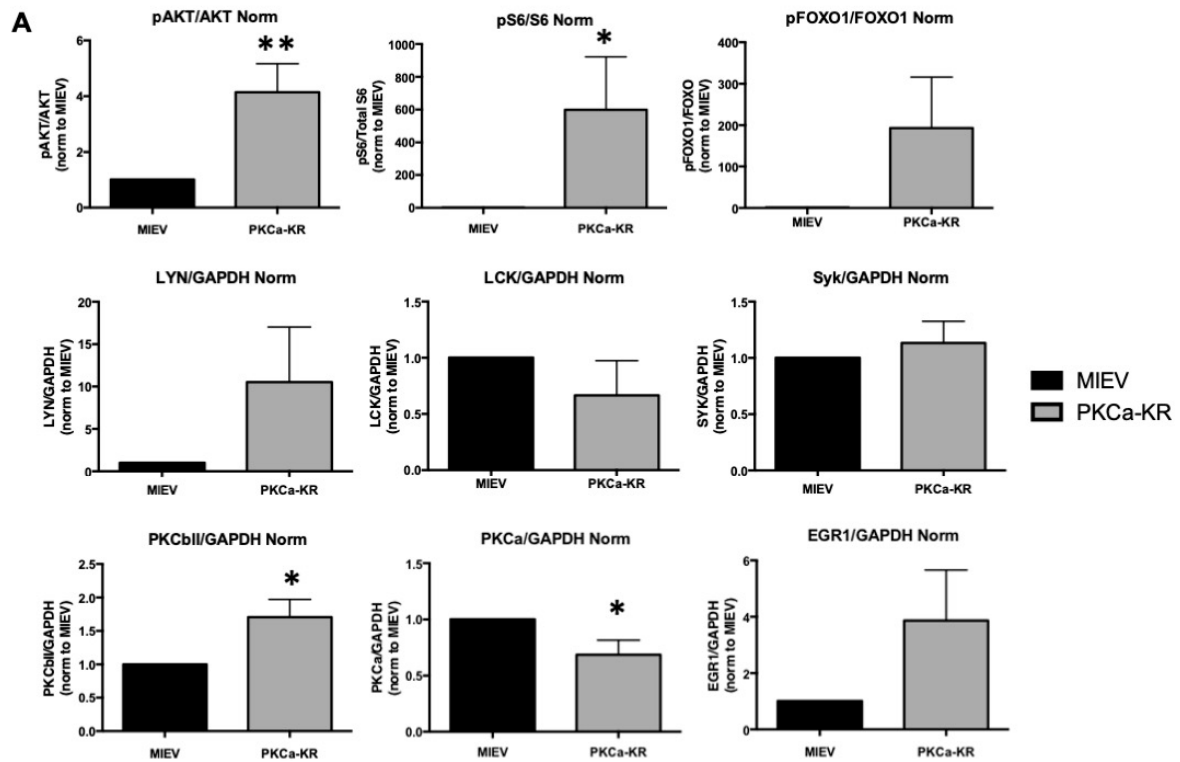 A
pAKT/AKT Norm
pAKT/AKT
(norm to MIEV)
6
4
2
0
**
MIEV
PKCa-KR
pS6/S6 Norm
pS6/Total S6
(norm to MIEV)
1000
800
600
400
200
0
*
MIEV
PKCa-KR
pFOXO1/FOXO1 Norm
pFOXO1/FOXO
(norm to MIEV)
400
300
200
100
0
MIEV
PKCa-KR
LYN/GAPDH Norm
LYN/GAPDH
(norm to MIEV)
20
15
10
5
0
MIEV
PKCa-KR
LCK/GAPDH Norm
LCK/GAPDH
(norm to MIEV)
1.5
1.0
0.5
0.0
MIEV
PKCa-KR
Syk/GAPDH Norm
SYK/GAPDH
(norm to MIEV)
1.5
1.0
0.5
0.0
MIEV
PKCa-KR
MIEV
PKCa-KR
PKCbII/GAPDH Norm
PKCbII/GAPDH
(norm to MIEV)
2.5
2.0
1.5
1.0
0.5
0.0
*
MIEV
PKCa-KR
PKCa/GAPDH Norm
PKCa/GAPDH
(norm to MIEV)
1.5
1.0
0.5
0.0
*
MIEV
PKCa-KR
EGR1/GAPDH Norm
EGR1/GAPDH
(norm to MIEV)
6
4
2
0
MIEV
PKCa-KR